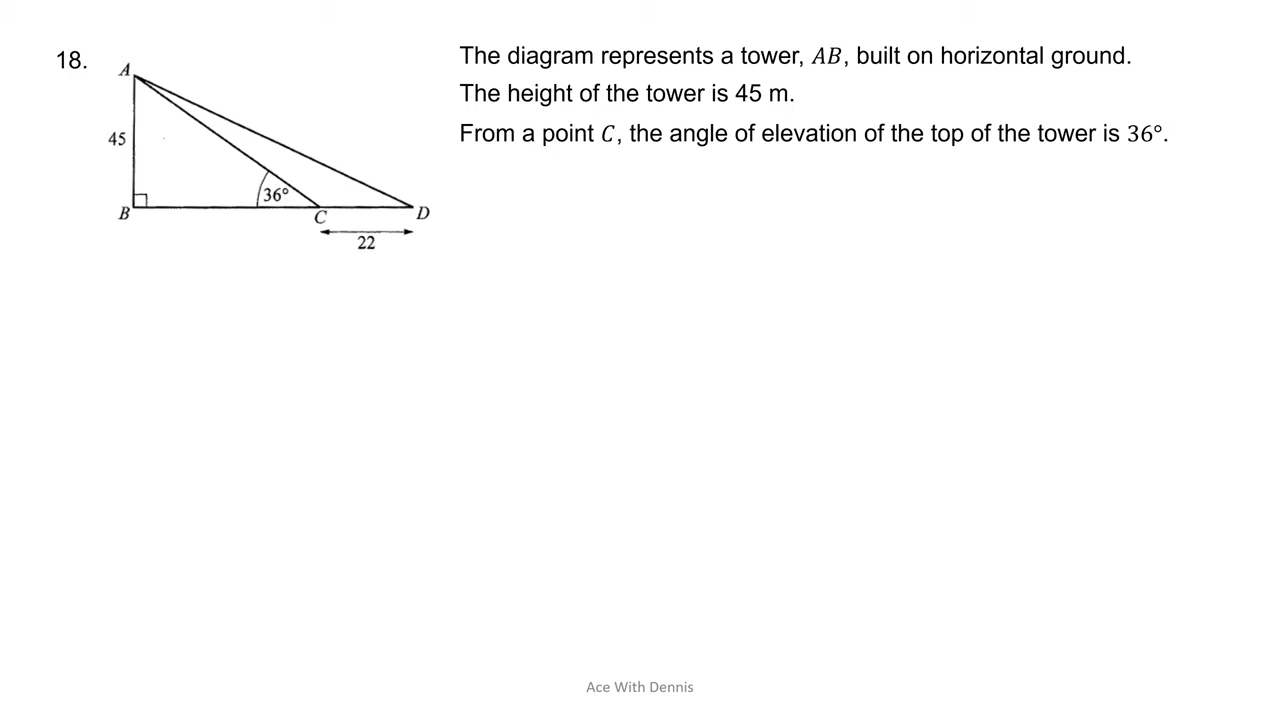 18.
The diagram represents a tower, AB, built on horizontal ground.
The height of the tower is 45 m.
From a point C, the angle of elevation of the top of the tower is 36°.
A
45
36°
B
C
D
22
Ace With Dennis